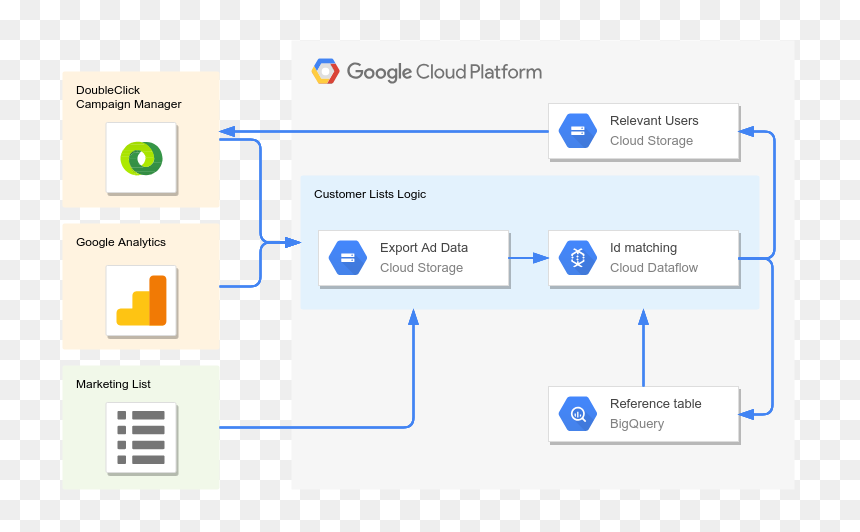 Google Cloud Platform
DoubleClick
Campaign Manager
Relevant Users
Cloud Storage
Customer Lists Logic
Google Analytics
Export Ad Data
Cloud Storage
Id matching
Cloud Dataflow
Marketing List
Reference table
BigQuery